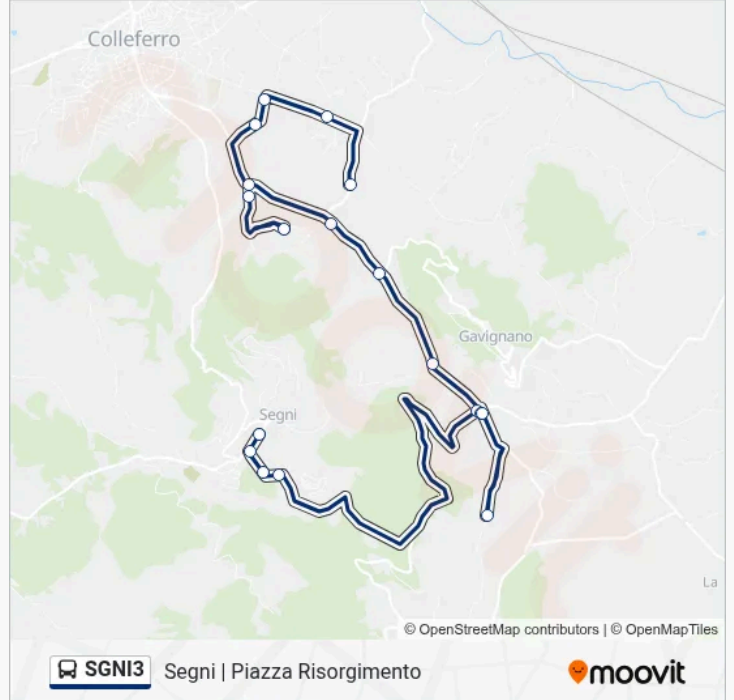 Colleferro
Gavignano
Segni
La
© OpenStreetMap contributors | © OpenMapTiles
SGNI3 Segni | Piazza Risorgimento
moovit